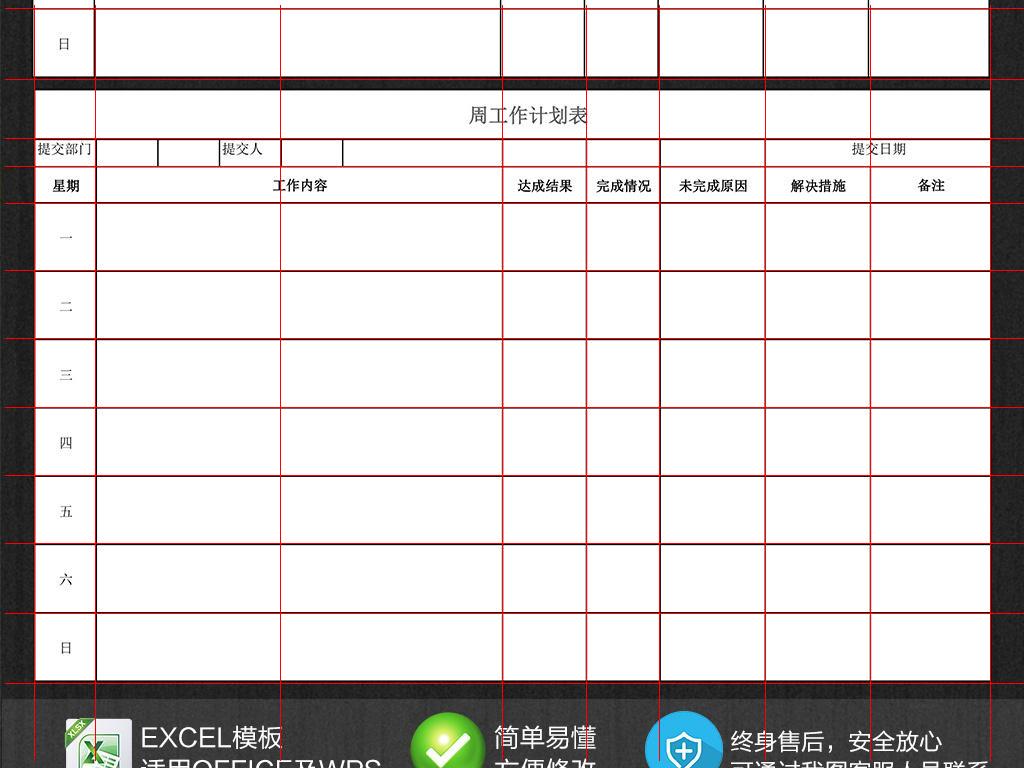 日
周工作计划表
提交部门 提交人 提交日期
星期 工作内容 达成结果 完成情况 未完成原因 解决措施 备注
一
二
三
四
五
六
日
XLSX
EXCEL模板 简单易懂 终身售后，安全放心
适用OFFICE及WPS 方便修改 可通过我图客服人员联系